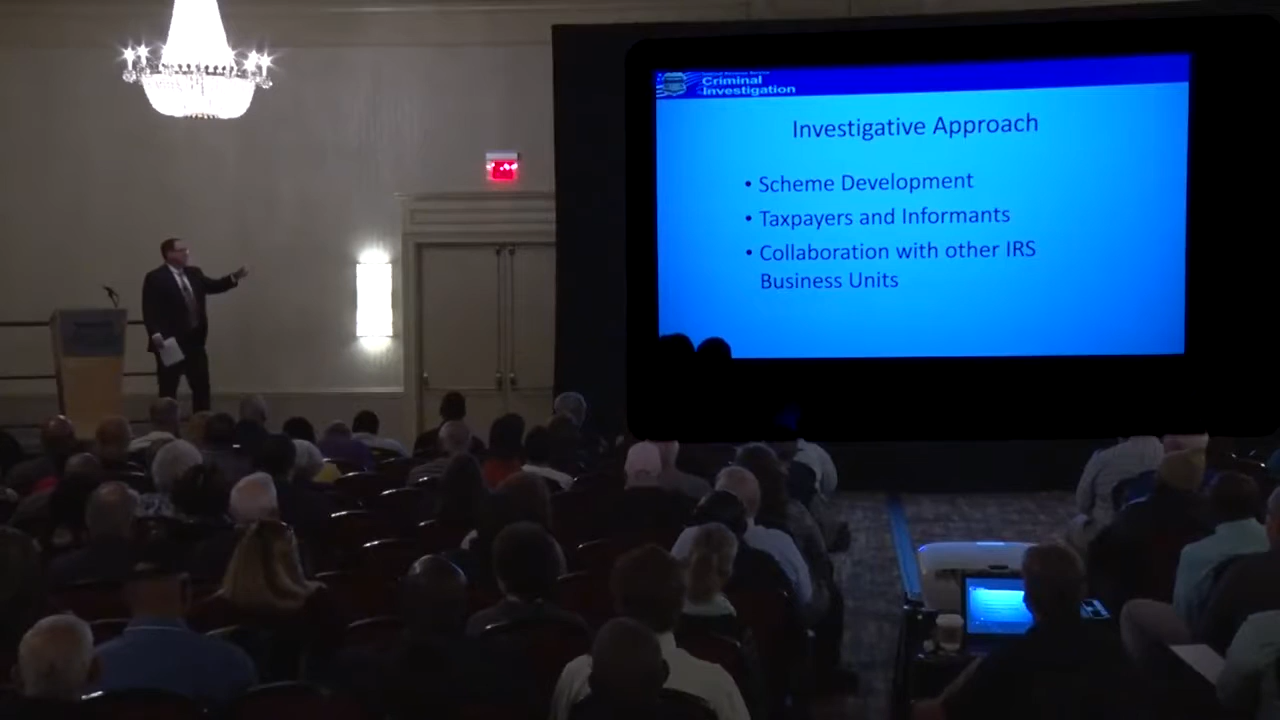 Criminal
Investigation
Investigative Approach
• Scheme Development
• Taxpayers and Informants
• Collaboration with other IRS
Business Units